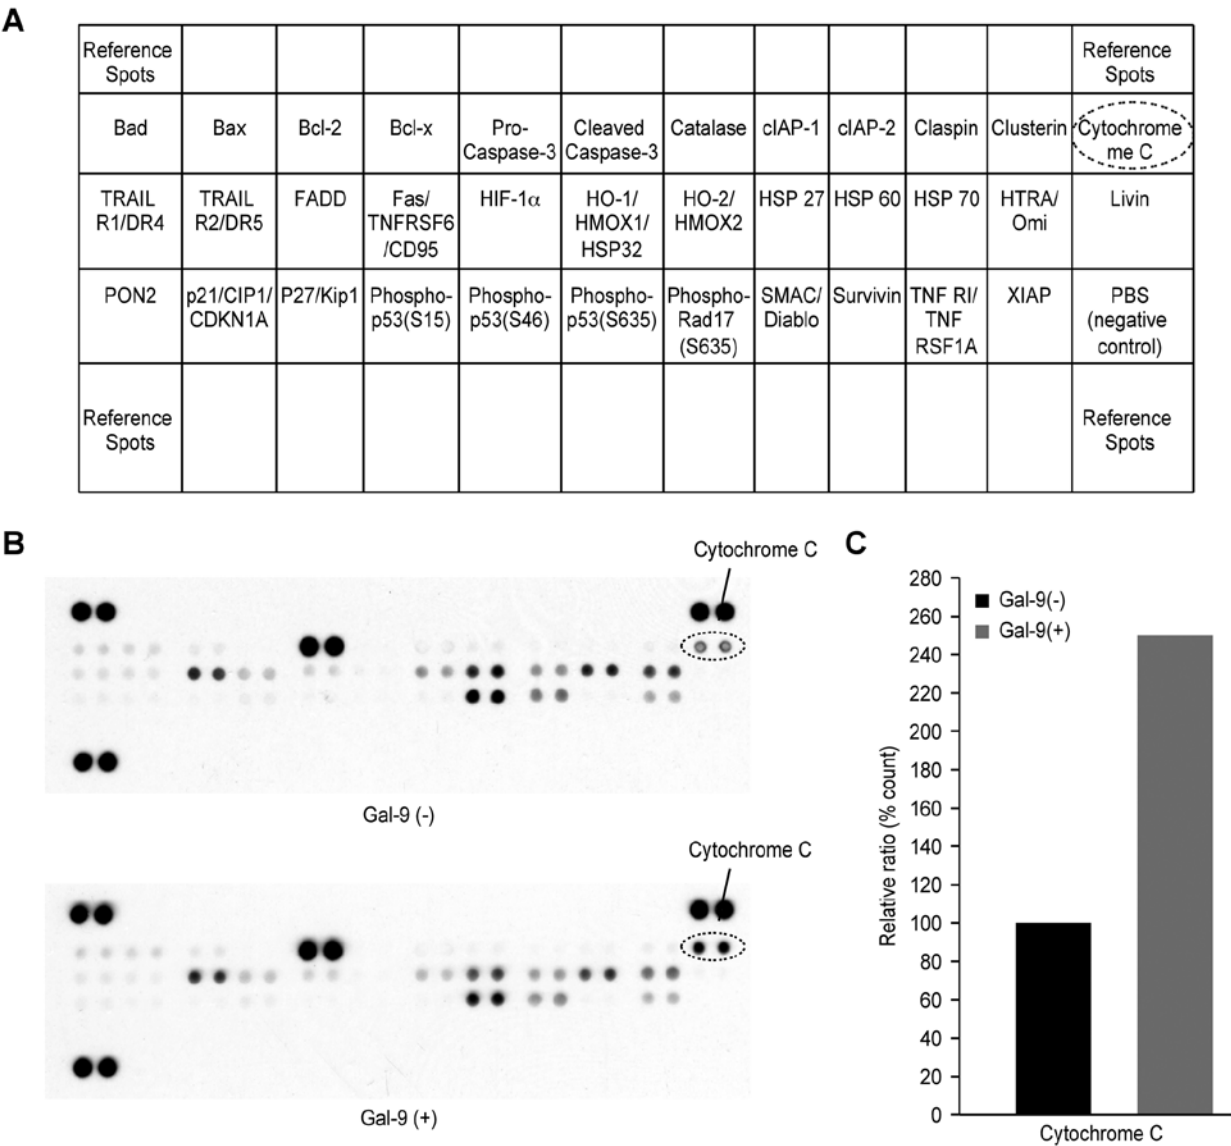 A
Reference Spots Reference Spots
Bad Bax Bcl-2 Bcl-x Pro-Caspase-3 Cleaved Caspase-3 Catalase cIAP-1 cIAP-2 Claspin Clusterin Cytochrome me C
TRAIL R1/DR4 TRAIL R2/DR5 FADD Fas/TNFRSF6/CD95 HIF-1α HO-1/HMOX1/HSP32 HO-2/HMOX2 HSP 27 HSP 60 HSP 70 HTRA/Omi Livin
PON2 p21/CIP1/CDKN1A P27/Kip1 Phospho-p53(S15) Phospho-p53(S46) Phospho-p53(S635) Phospho-Rad17 (S635) SMAC/Diablo Survivin TNF RI/TNF RSF1A XIAP PBS (negative control)
Reference Spots Reference Spots
B
Cytochrome C
Gal-9 (-)
Cytochrome C
Gal-9 (+)
C
Gal-9(-)
Gal-9(+)
Relative ratio (% count)
280
260
240
220
200
180
160
140
120
100
80
60
40
20
0
Cytochrome C